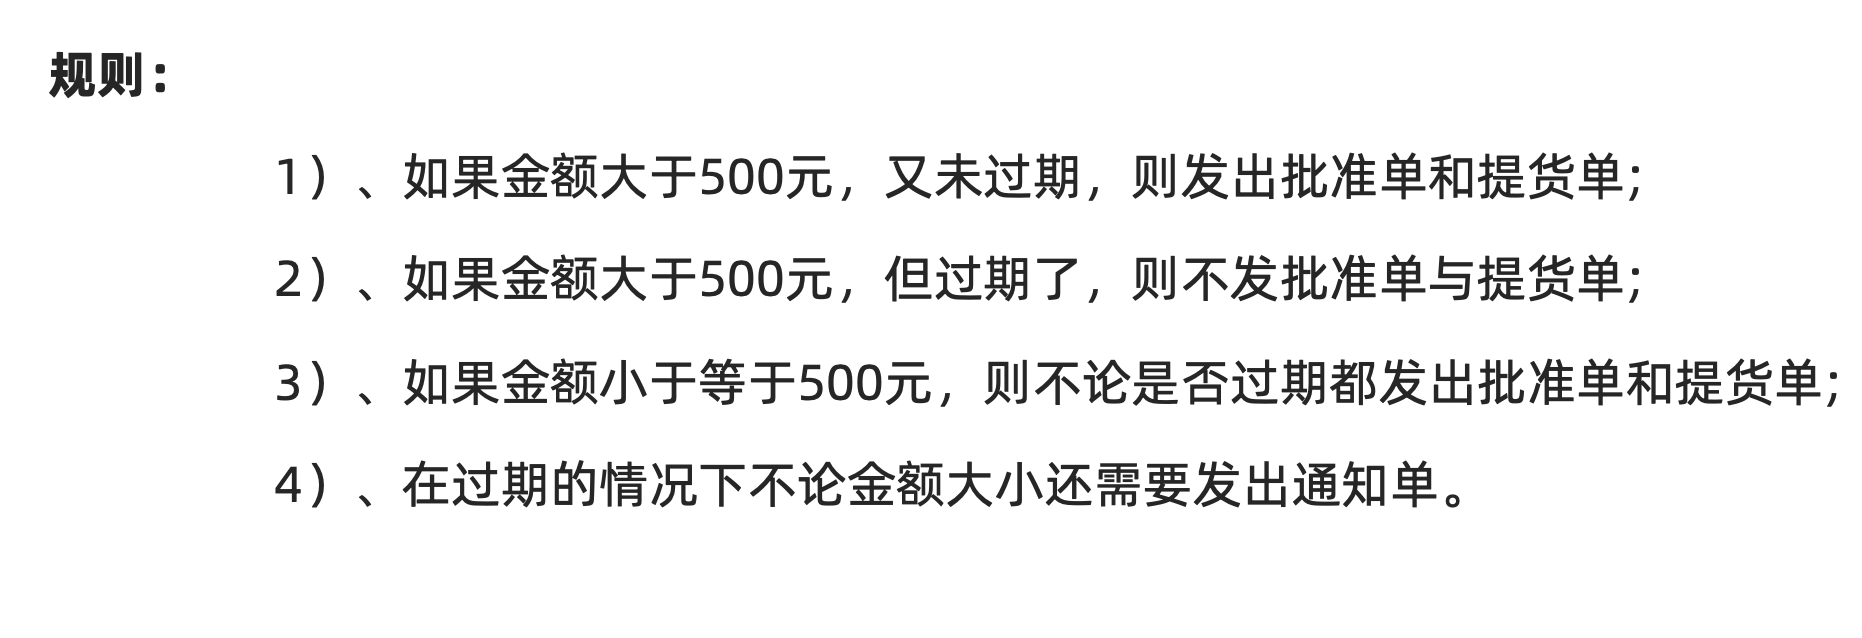 规则：
1）、如果金额大于500元，又未过期，则发出批准单和提货单；
2）、如果金额大于500元，但过期了，则不发批准单与提货单；
3）、如果金额小于等于500元，则不论是否过期都发出批准单和提货单；
4）、在过期的情况下不论金额大小还需要发出通知单。